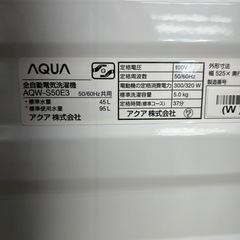 AQUA
全自動電気洗濯機
AQW-S50E3 50/60Hz共用
・標準水量 45 L
・標準使用水量 95 L
アクア株式会社
定格電圧 100V
定格周波数 50/60Hz
電動機の定格消費電力 300/320 W
標準洗濯容量 5.0 kg
標準コース目安時間 37分
アクア 株式会社
外形寸法
幅 525×奥
製造番号
(W